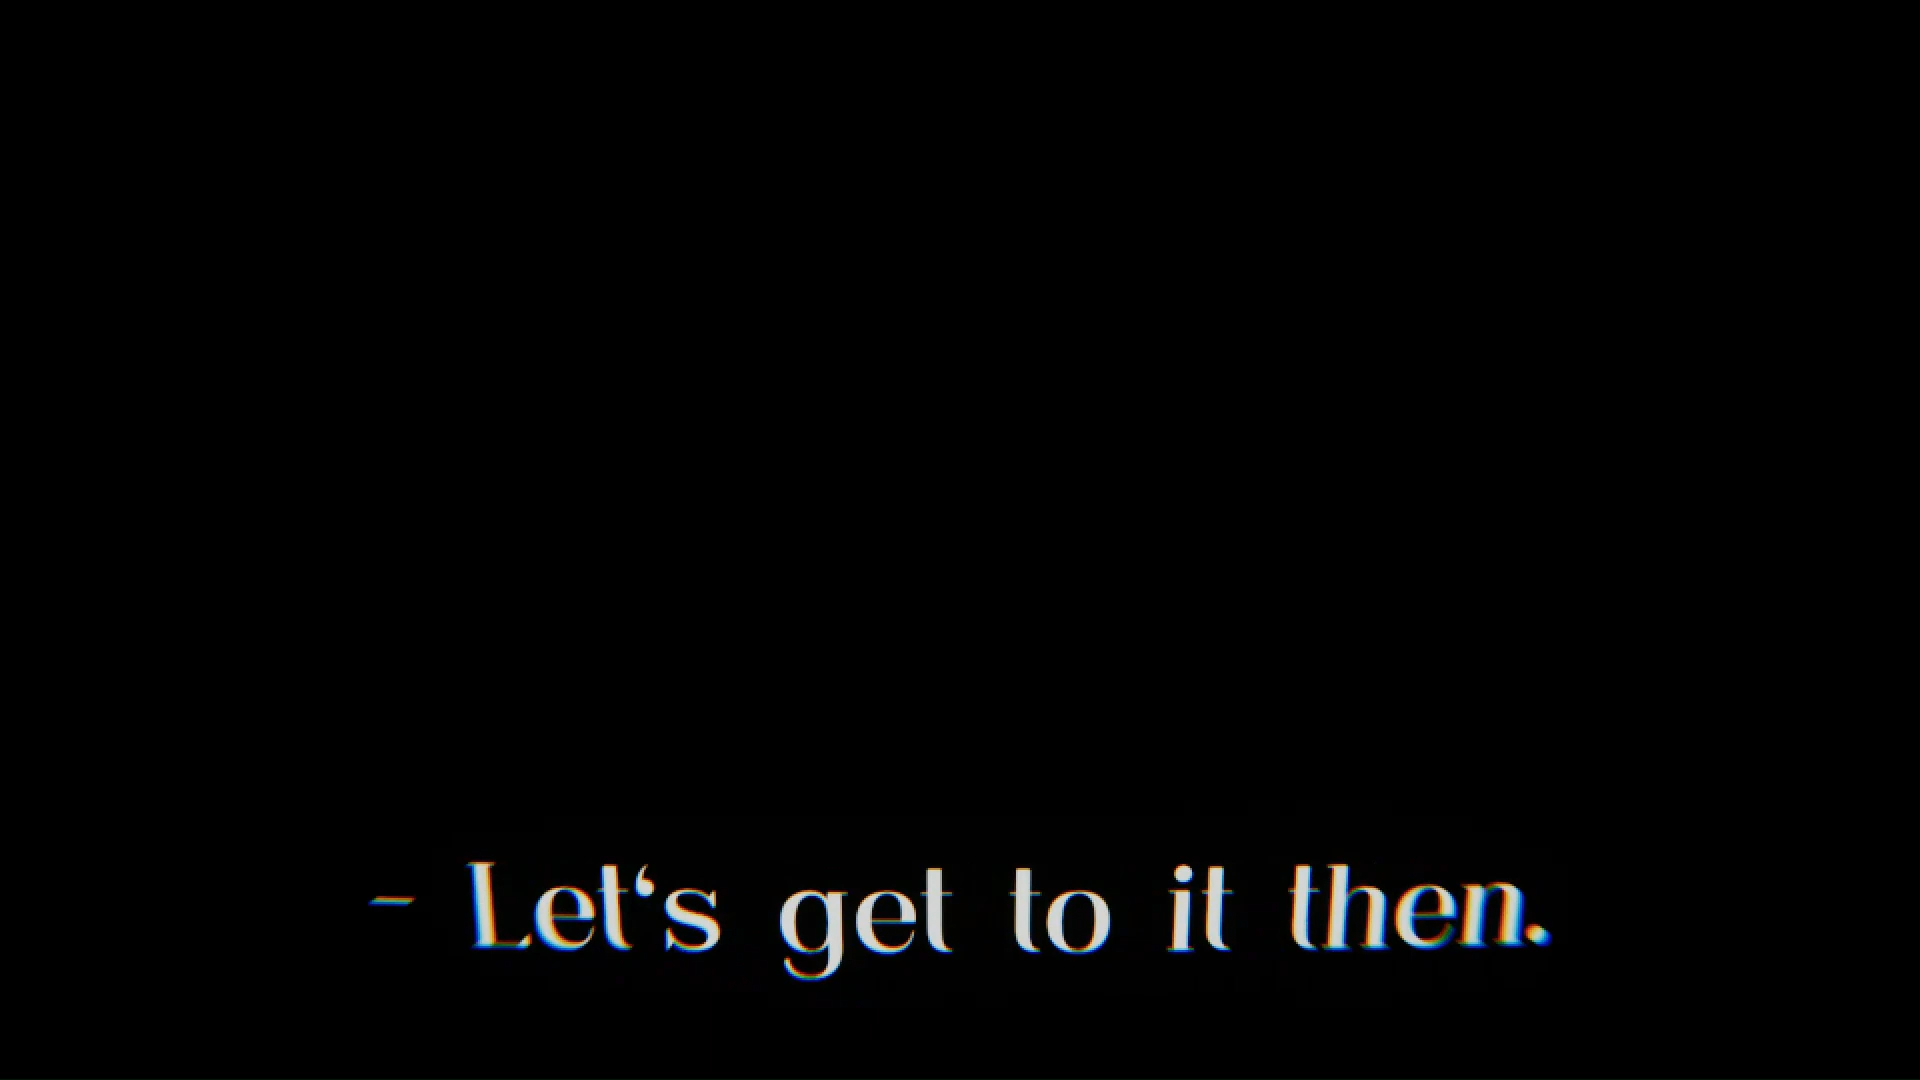 - Let‘s get to it then.